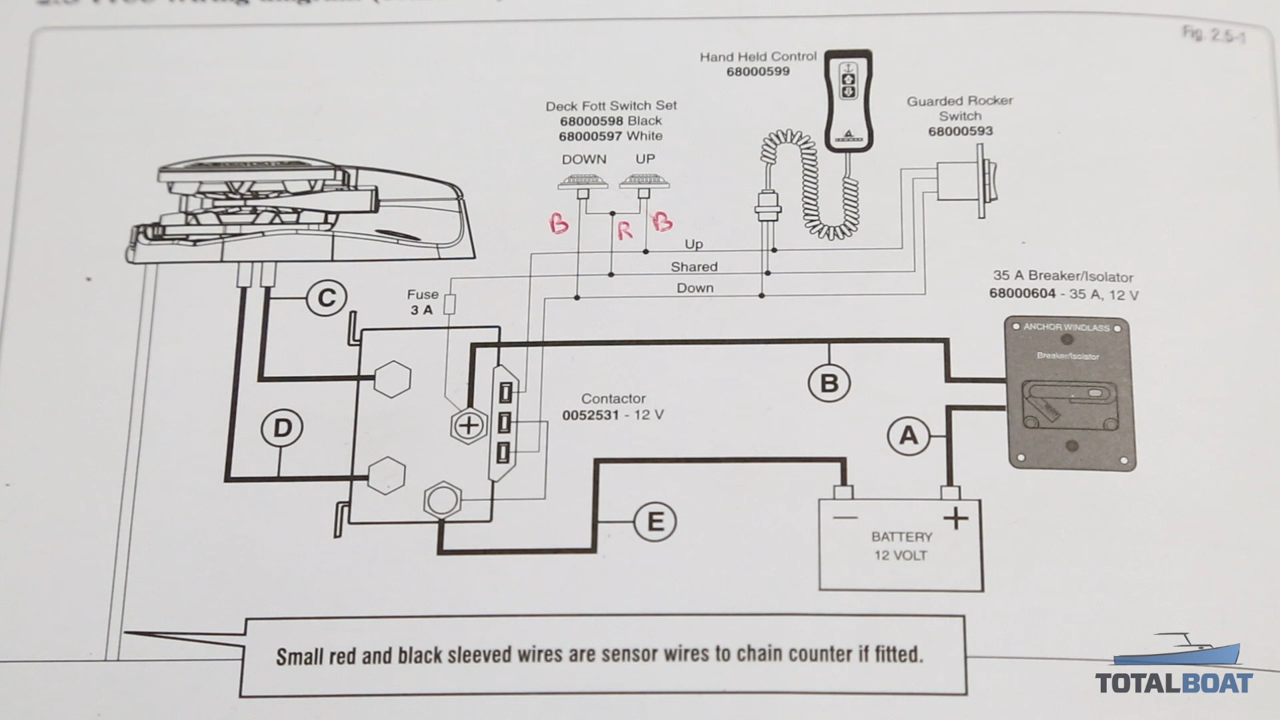 Fig. 2.5-1
Hand Held Control
68000599
Deck Fott Switch Set
68000598 Black
68000597 White
DOWN UP
Guarded Rocker
Switch
68000593
B R B
Up
Shared
Down
Fuse
3 A
C
35 A Breaker/Isolator
68000604 - 35 A, 12 V
ANCHOR WINDLASS
Breaker/Isolator
B
Contactor
0052531 - 12 V
D
A
+
E
— +
BATTERY
12 VOLT
Small red and black sleeved wires are sensor wires to chain counter if fitted.
TOTALBOAT